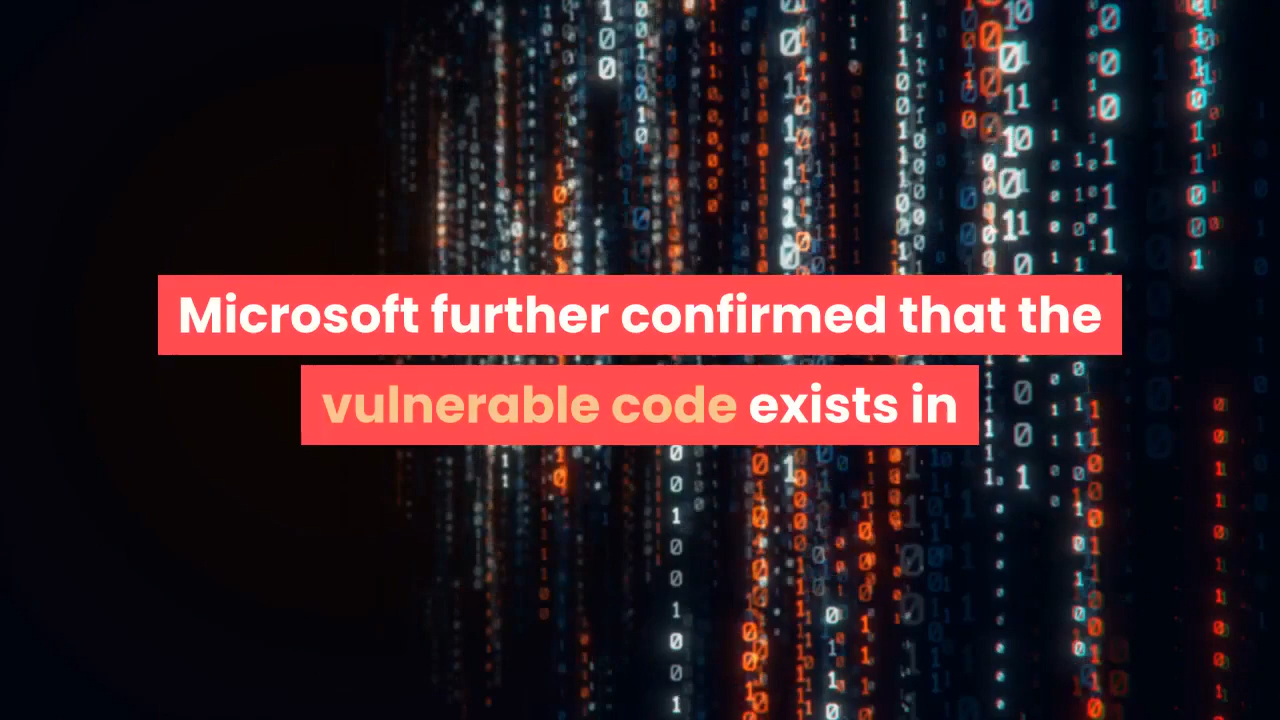 Microsoft further confirmed that the
vulnerable code exists in